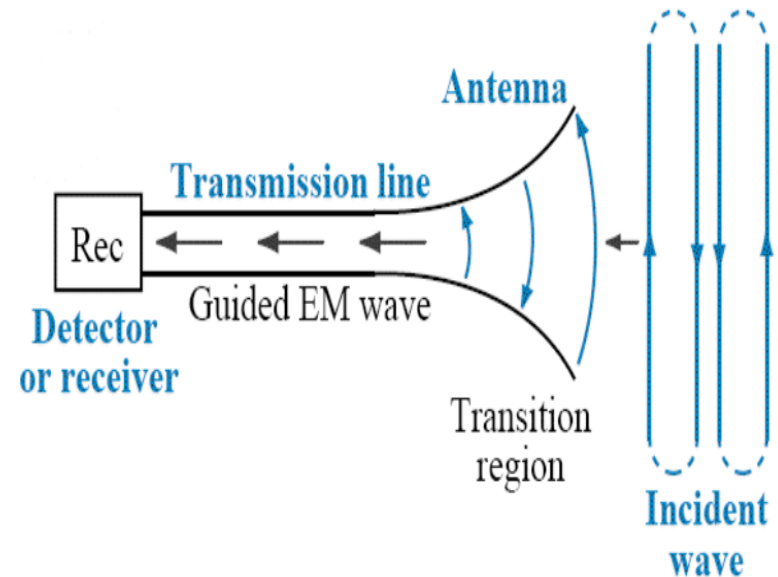 Antenna
Transmission line
Rec
Guided EM wave
Detector
or receiver
Transition
region
Incident
wave